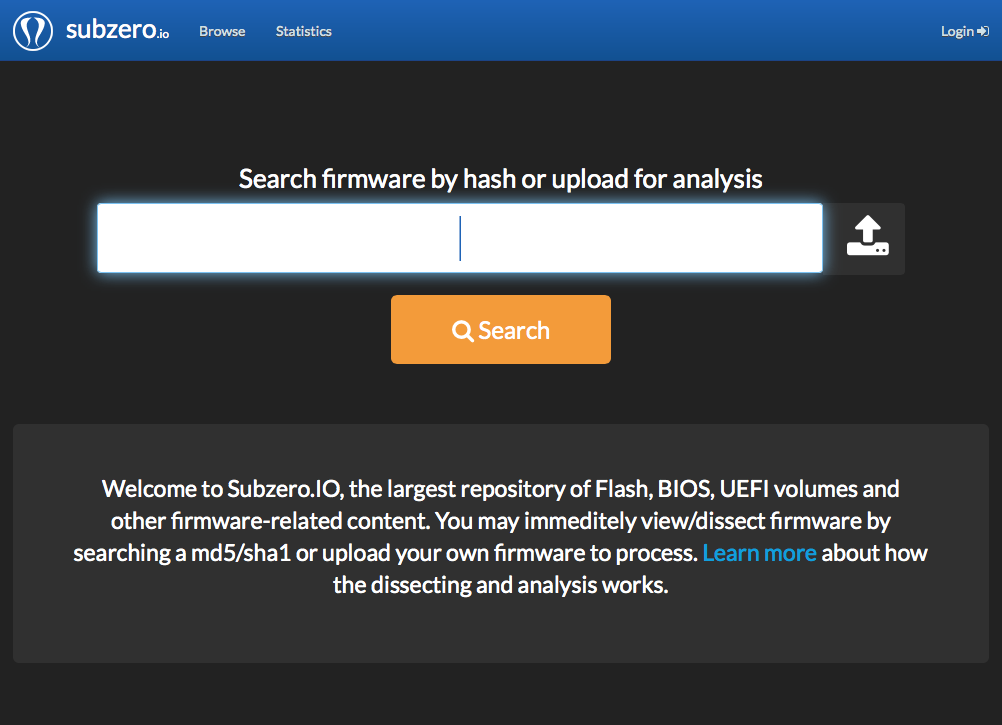 subzero.io Browse Statistics Login
Search firmware by hash or upload for analysis
Search
Welcome to Subzero.IO, the largest repository of Flash, BIOS, UEFI volumes and
other firmware-related content. You may immeditely view/dissect firmware by
searching a md5/sha1 or upload your own firmware to process. Learn more about how
the dissecting and analysis works.